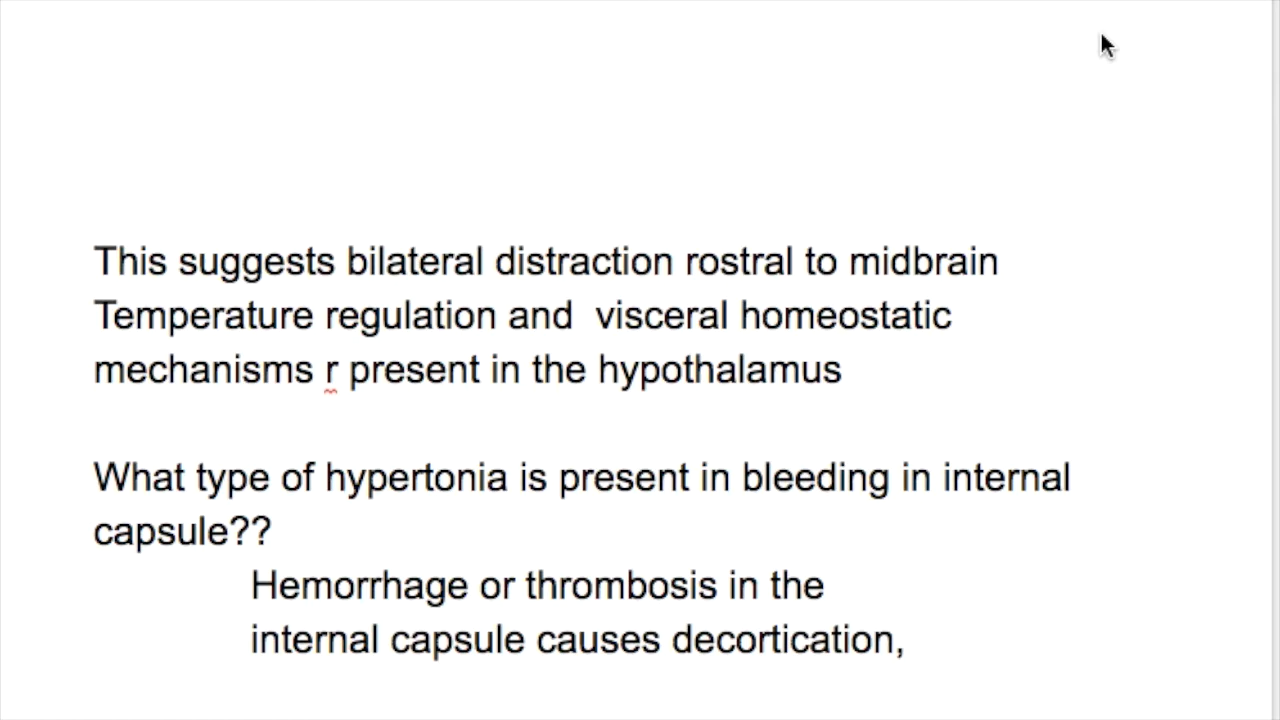 This suggests bilateral distraction rostral to midbrain
Temperature regulation and  visceral homeostatic
mechanisms r present in the hypothalamus
What type of hypertonia is present in bleeding in internal
capsule??
Hemorrhage or thrombosis in the
internal capsule causes decortication,